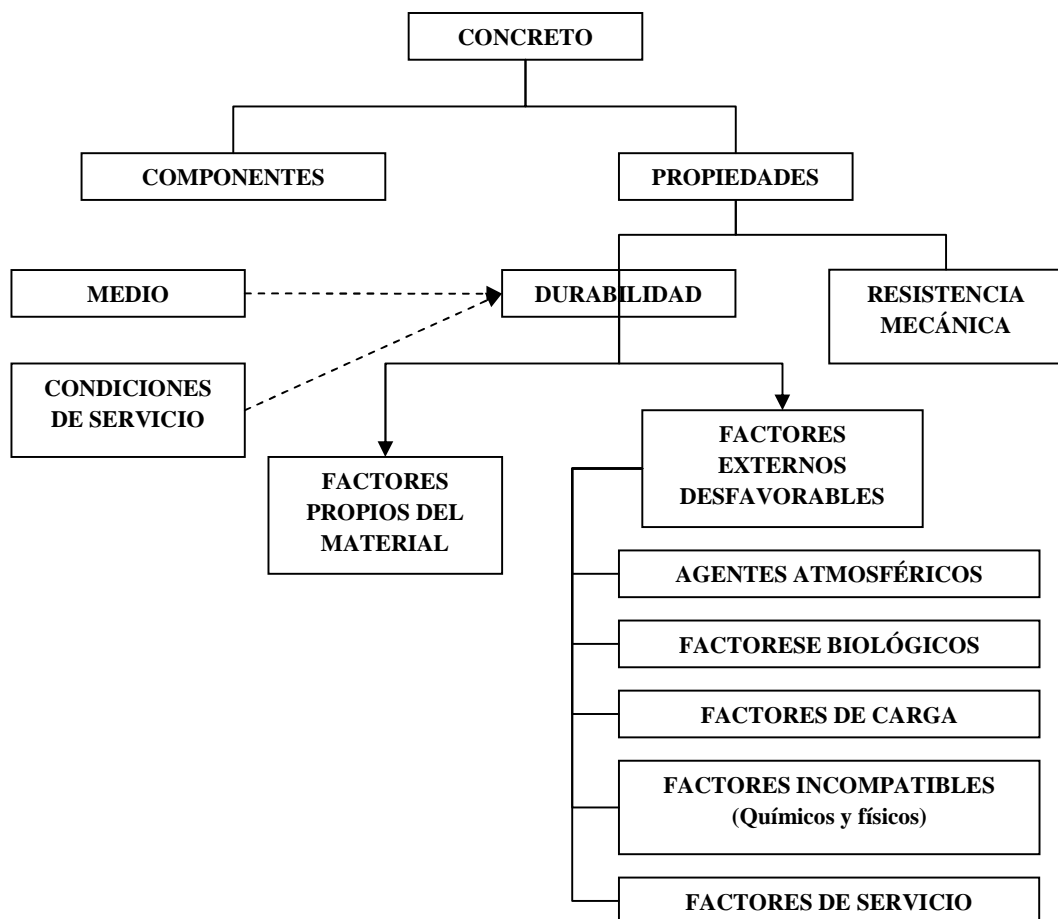 CONCRETO
COMPONENTES
PROPIEDADES
MEDIO
DURABILIDAD
RESISTENCIA
MECÁNICA
CONDICIONES
DE SERVICIO
FACTORES
PROPIOS DEL
MATERIAL
FACTORES
EXTERNOS
DESFAVORABLES
AGENTES ATMOSFÉRICOS
FACTORESE BIOLÓGICOS
FACTORES DE CARGA
FACTORES INCOMPATIBLES
(Químicos y físicos)
FACTORES DE SERVICIO